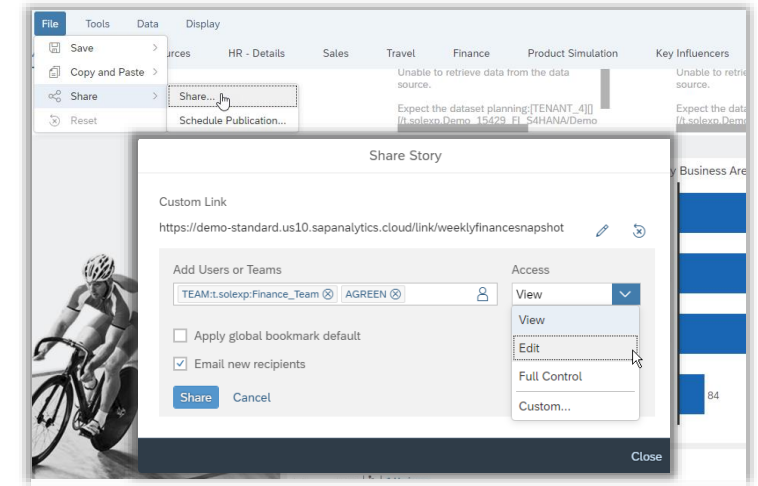 File Tools Data Display
Save
Copy and Paste
Share
Reset
Share...
Schedule Publication...
urces HR - Details Sales Travel Finance Product Simulation Key Influencers
Unable to retrieve data from the data
source.
Expect the dataset planning:[TENANT_4][]
[/t.solexp.Demo_15429_FI_S4HANA/Demo
Unable to retrie
source.
Expect the data
[/t.solexp.Demo
y Business Are
84
Share Story
Custom Link
https://demo-standard.us10.sapanalytics.cloud/link/weeklyfinancesnapshot
Add Users or Teams
TEAM:t.solexp:Finance_Team AGREEN
Access
View
View
Edit
Full Control
Custom...
Apply global bookmark default
Email new recipients
Share Cancel
Close